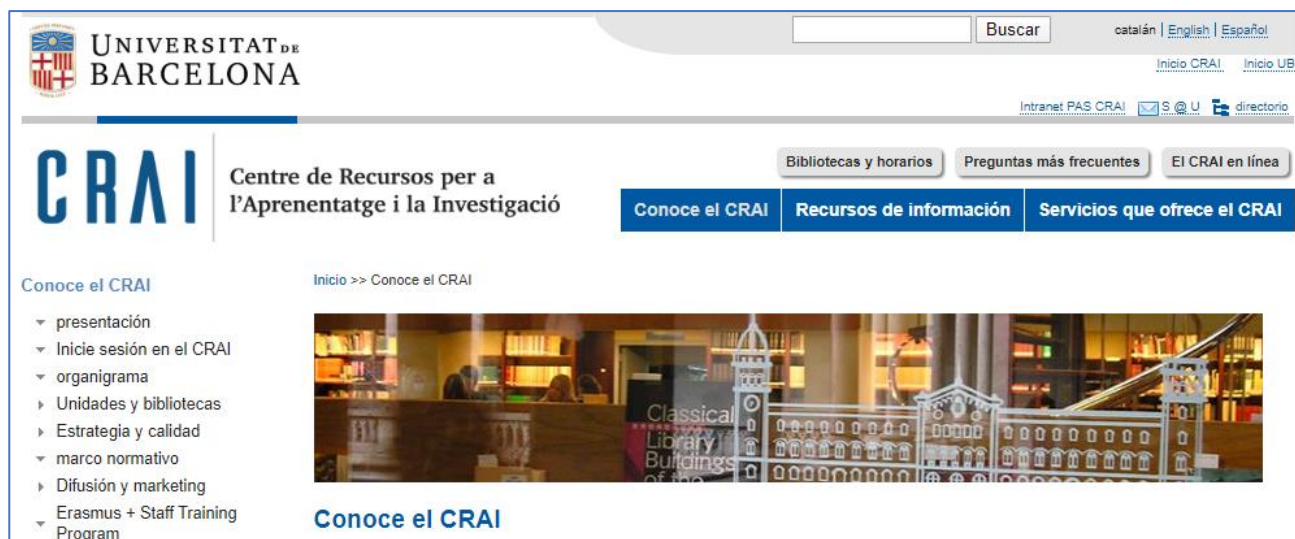 UNIVERSITAT DE
BARCELONA
Buscar
catalán | English | Español
Inicio CRAI Inicio UB
Intranet PAS CRAI S @ U directorio
CRAI
Centre de Recursos per a
l'Aprenentatge i la Investigació
Bibliotecas y horarios Preguntas más frecuentes El CRAI en línea
Conoce el CRAI Recursos de información Servicios que ofrece el CRAI
Conoce el CRAI
presentación
Inicie sesión en el CRAI
organigrama
Unidades y bibliotecas
Estrategia y calidad
marco normativo
Difusión y marketing
Erasmus + Staff Training
Program
Inicio >> Conoce el CRAI
Classical
Library
Buildings
of the
Conoce el CRAI